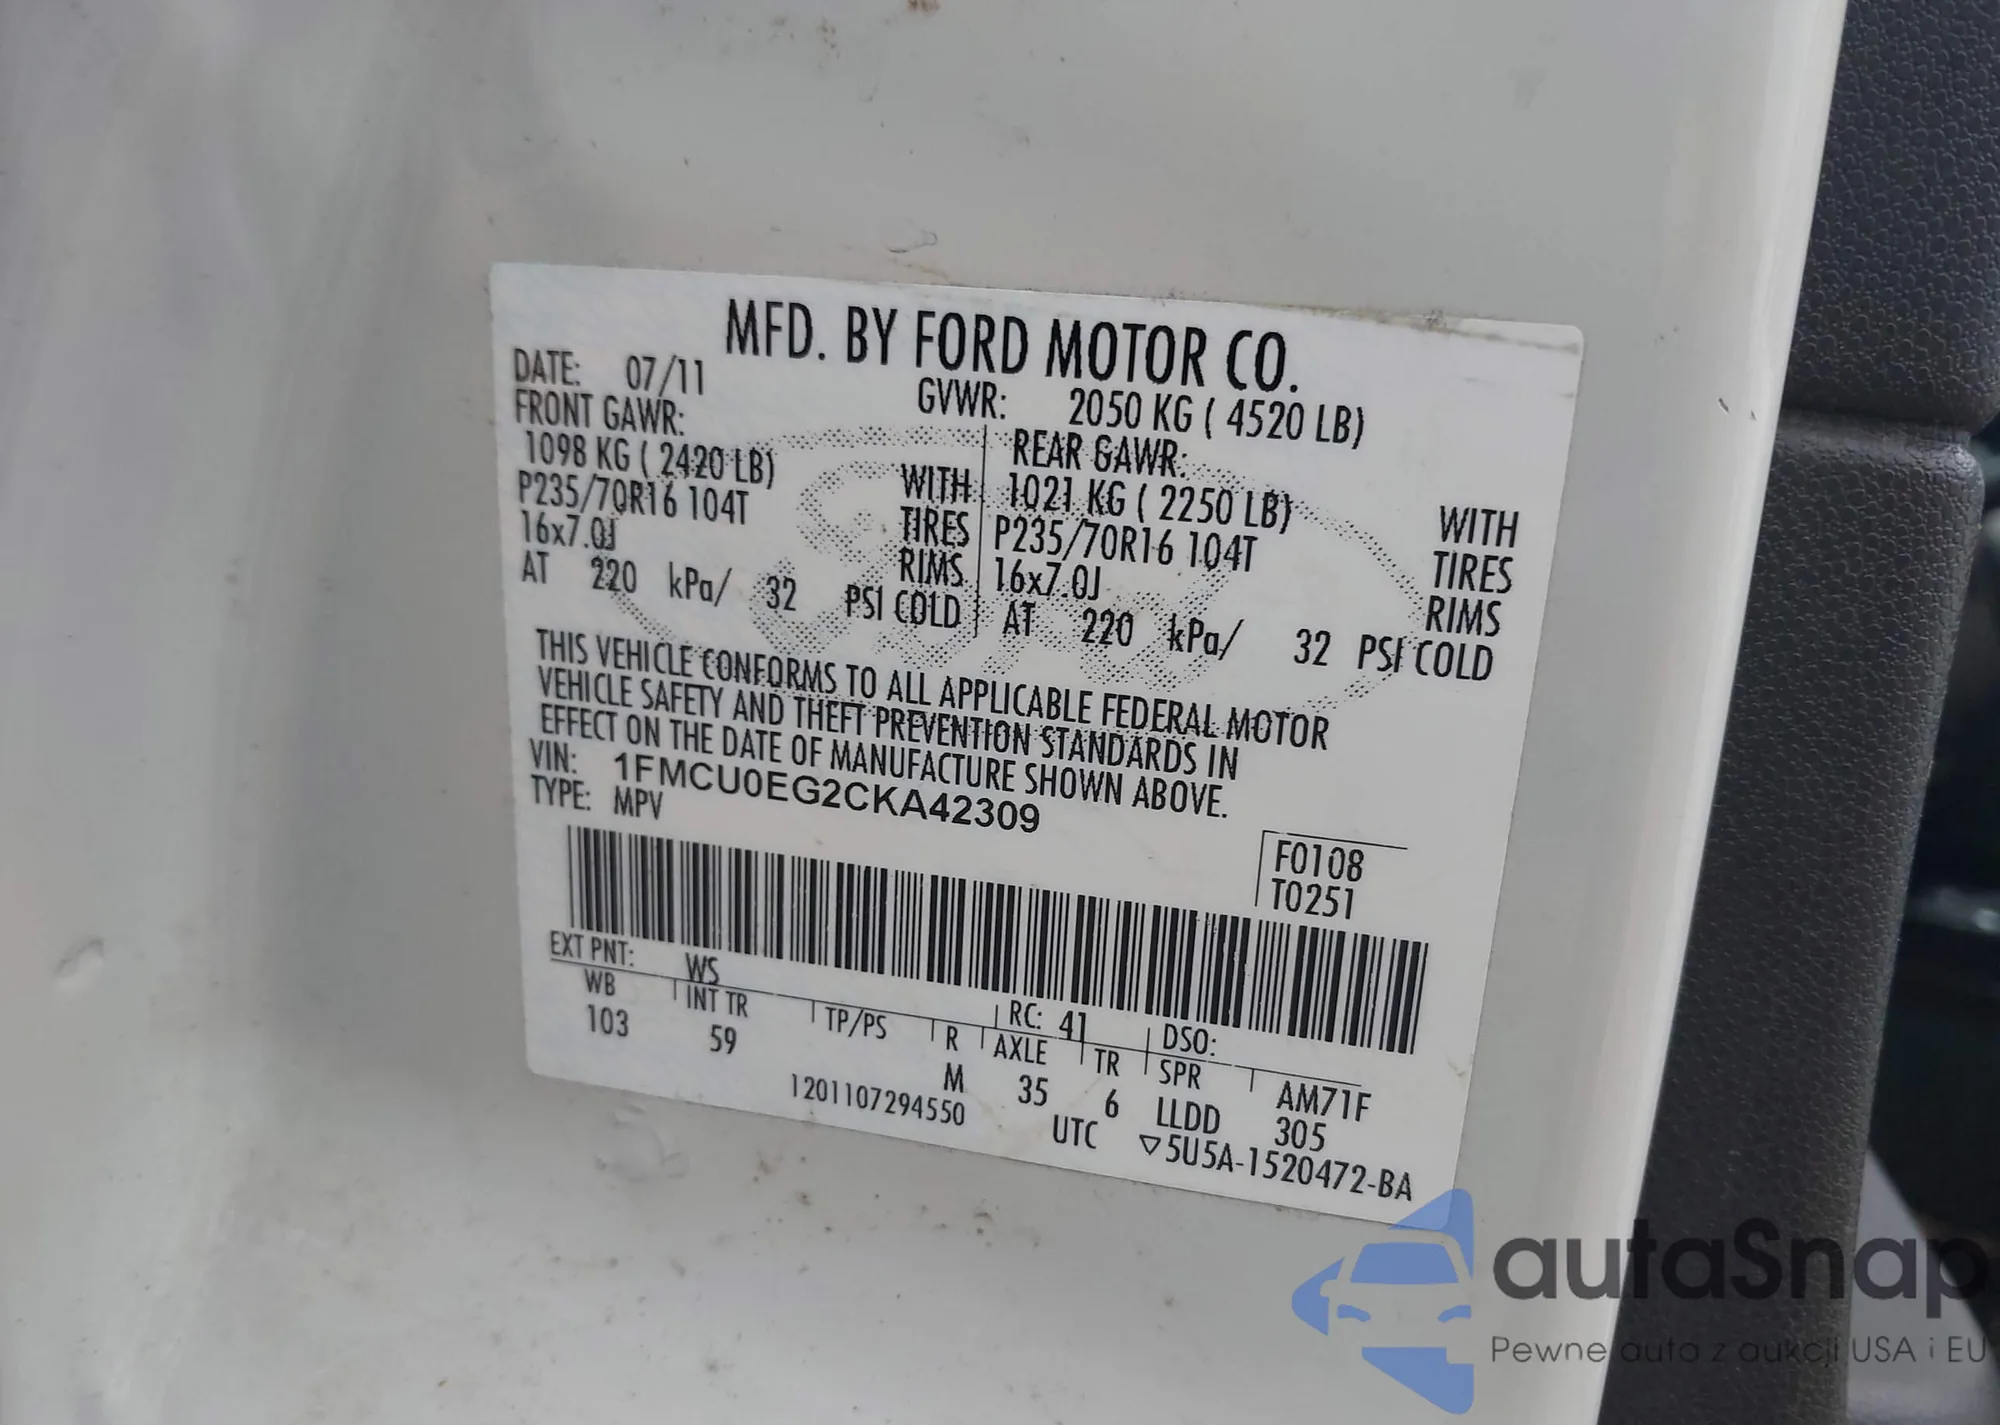 MFD. BY FORD MOTOR CO.
DATE: 07/11 GVWR: 2050 KG ( 4520 LB)
FRONT GAWR: REAR GAWR:
1098 KG ( 2420 LB) WITH 1021 KG ( 2250 LB) WITH
P235/70R16 104T TIRES P235/70R16 104T TIRES
16x7.0J RIMS 16x7.0J RIMS
AT 220 kPa/ 32 PSI COLD AT 220 kPa/ 32 PSI COLD
THIS VEHICLE CONFORMS TO ALL APPLICABLE FEDERAL MOTOR
VEHICLE SAFETY AND THEFT PREVENTION STANDARDS IN
EFFECT ON THE DATE OF MANUFACTURE SHOWN ABOVE.
VIN: 1FMCU0EG2CKA42309
TYPE: MPV
F0108
T0251
EXT PNT: WS RC: 41 DSO:
WB INT TR TP/PS R AXLE TR SPR AM71F
103 59 M 35 6 LLDD 305
1201107294550 UTC ▽5U5A-1520472-BA
autaSnap
Pewne auta z aukcji USA i EU